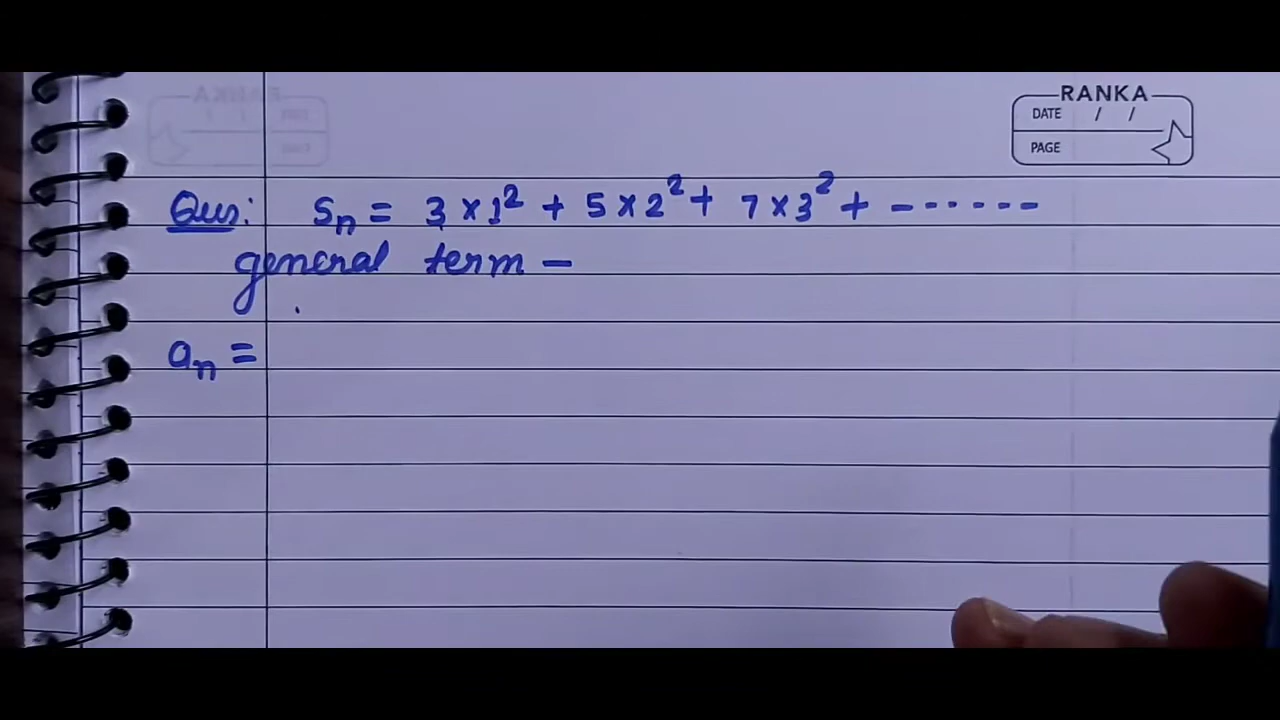 RANKA
DATE / /
PAGE
Qus: Sn = 3 × 1² + 5 × 2² + 7 × 3² + -------
general term -
an =